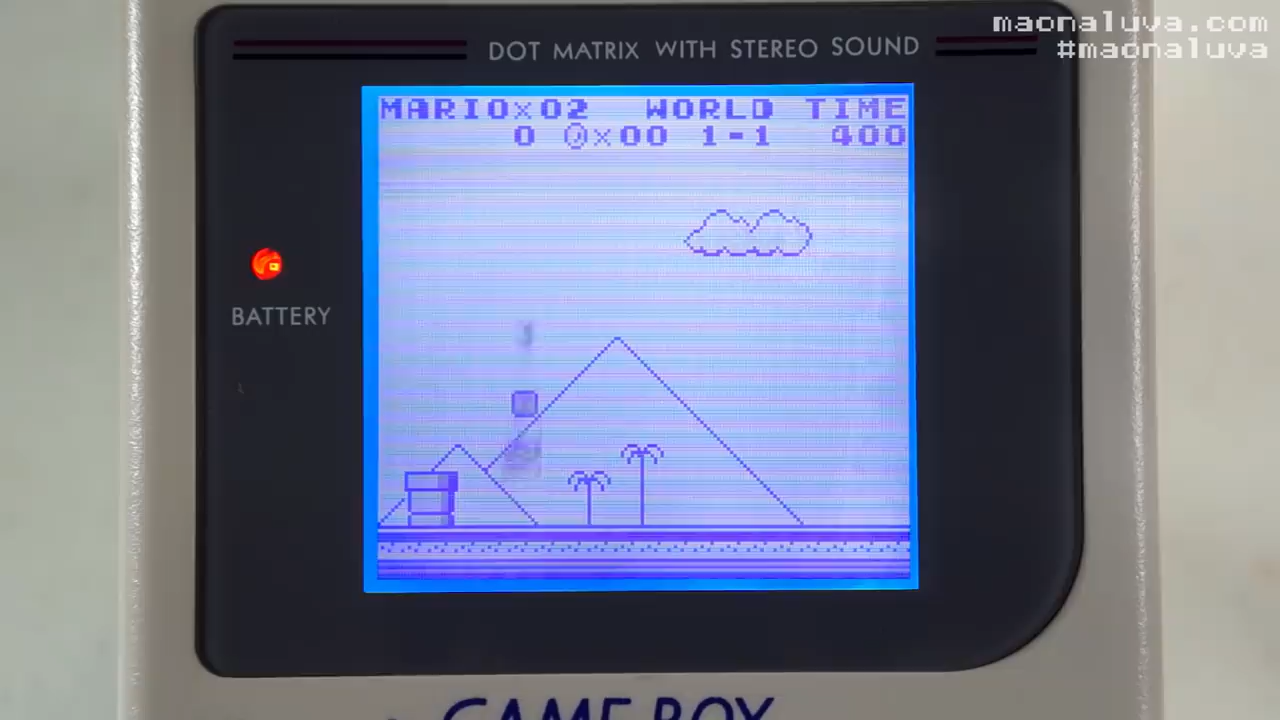 maonaluva.com
#maonaluva
DOT MATRIX WITH STEREO SOUND
MARIO×02 WORLD TIME
0 ×00 1-1 400
BATTERY
GAME BOY